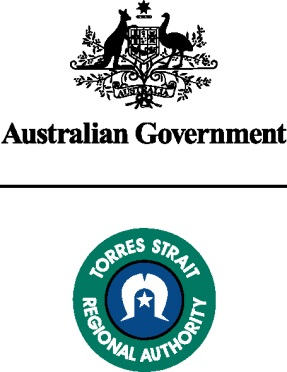 AUSTRALIA
Australian Government
TORRES STRAIT
REGIONAL AUTHORITY